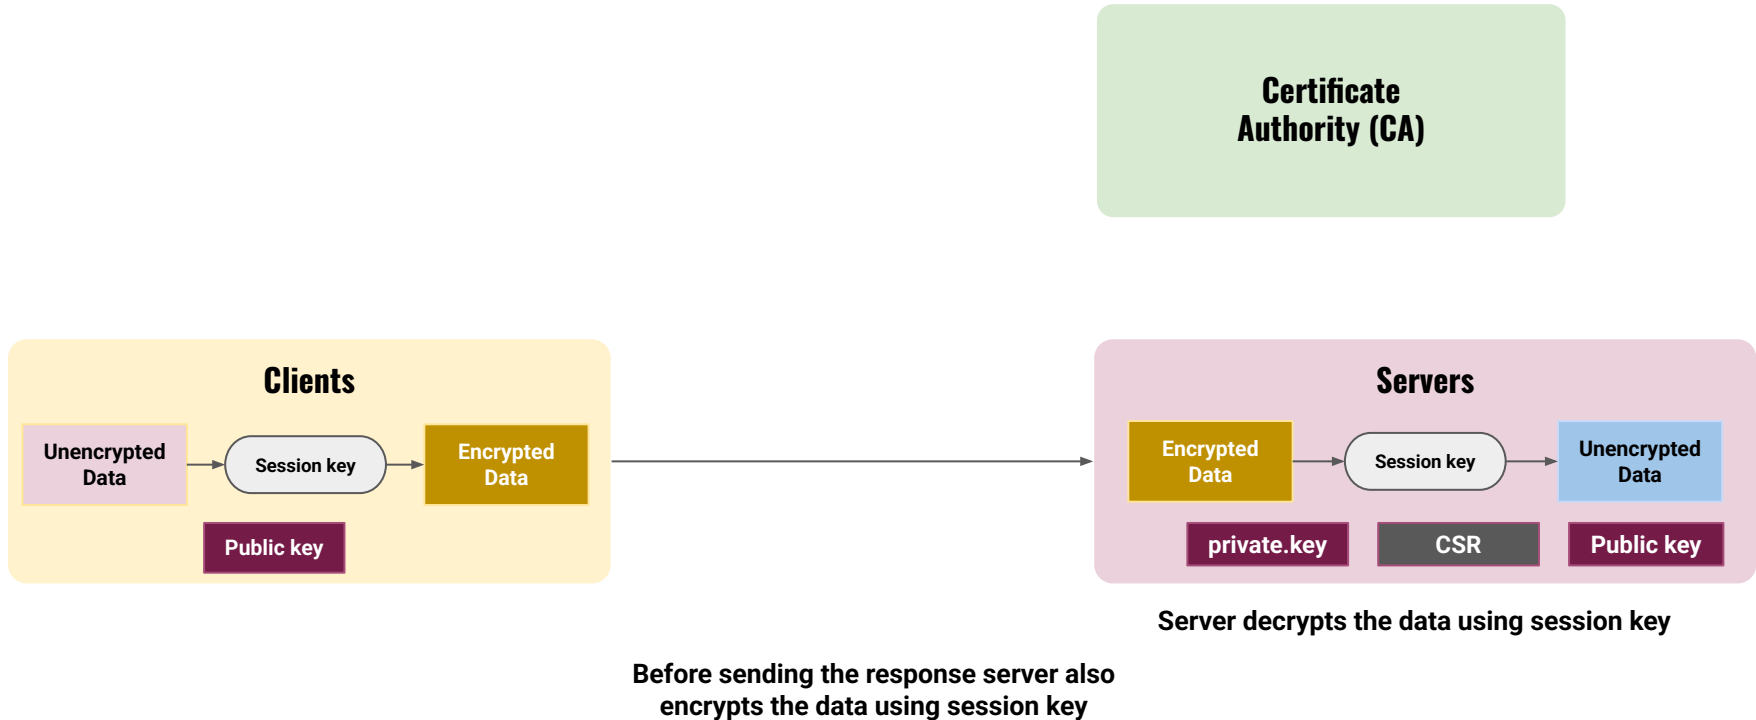 Certificate
Authority (CA)
Clients
Unencrypted
Data
Session key
Encrypted
Data
Public key
Servers
Encrypted
Data
Session key
Unencrypted
Data
private.key
CSR
Public key
Server decrypts the data using session key
Before sending the response server also
encrypts the data using session key